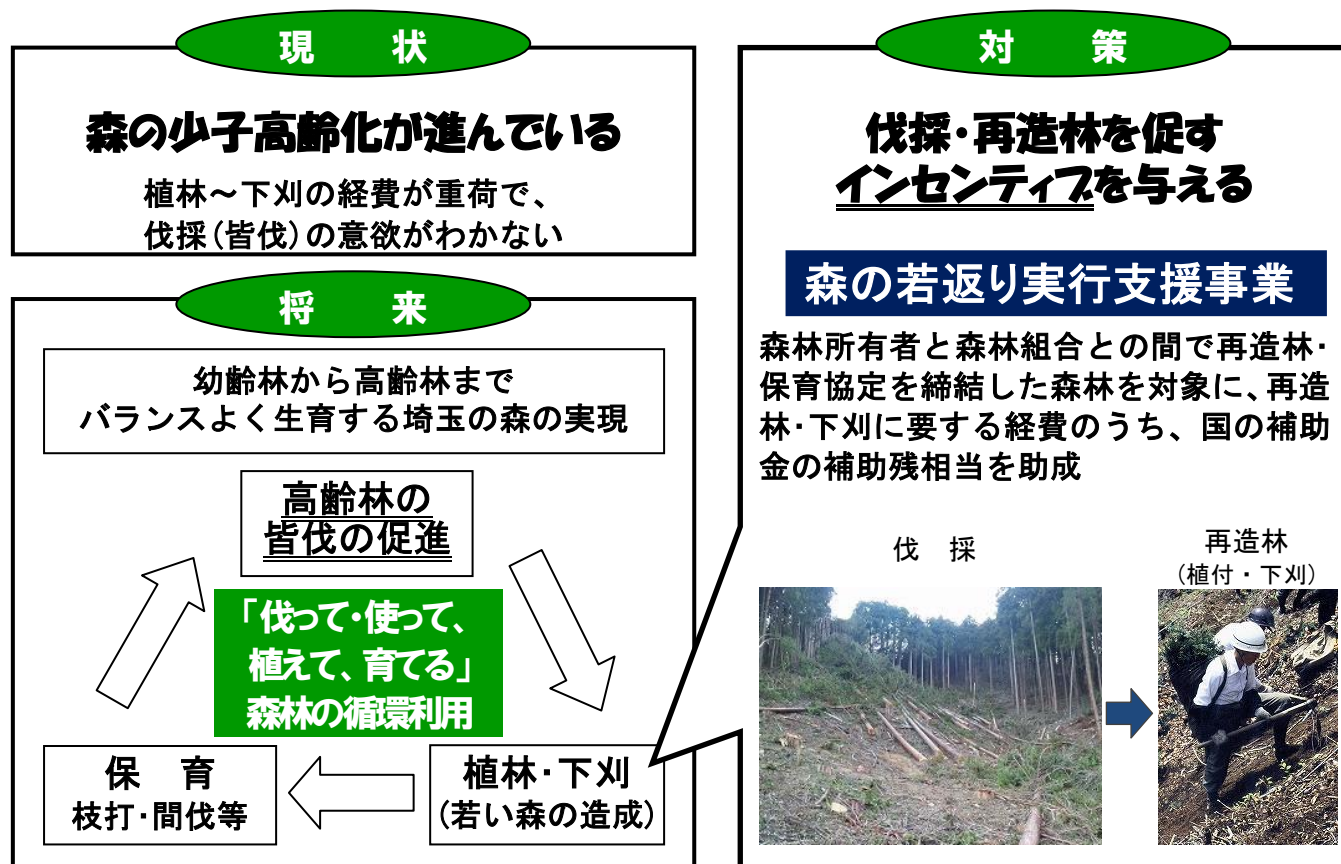 現　状
森の少子高齢化が進んでいる
植林～下刈の経費が重荷で、
伐採(皆伐)の意欲がわかない
将　来
幼齢林から高齢林まで
バランスよく生育する埼玉の森の実現
高齢林の
皆伐の促進
「伐って・使って、
植えて、育てる」
森林の循環利用
保　育
枝打・間伐等
植林・下刈
(若い森の造成)
対　策
伐採・再造林を促す
インセンティブを与える
森の若返り実行支援事業
森林所有者と森林組合との間で再造林・
保育協定を締結した森林を対象に、再造
林・下刈に要する経費のうち、国の補助
金の補助残相当を助成
伐　採
再造林
(植付・下刈)